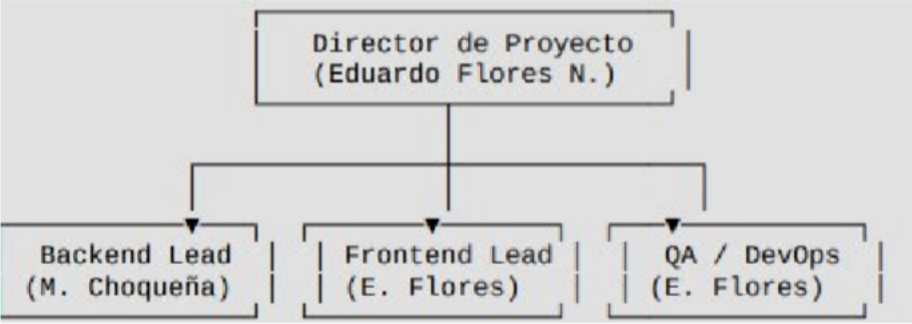 Director de Proyecto
(Eduardo Flores N.)
Backend Lead
(M. Choqueña)
Frontend Lead
(E. Flores)
QA / DevOps
(E. Flores)